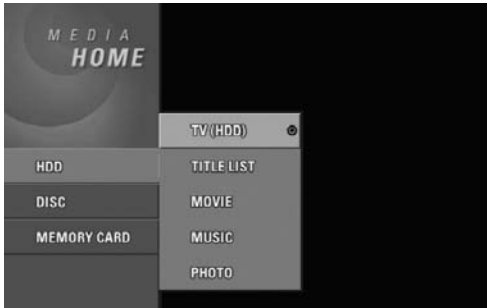 MEDIA
HOME
HDD
DISC
MEMORY CARD
TV (HDD)
TITLE LIST
MOVIE
MUSIC
PHOTO